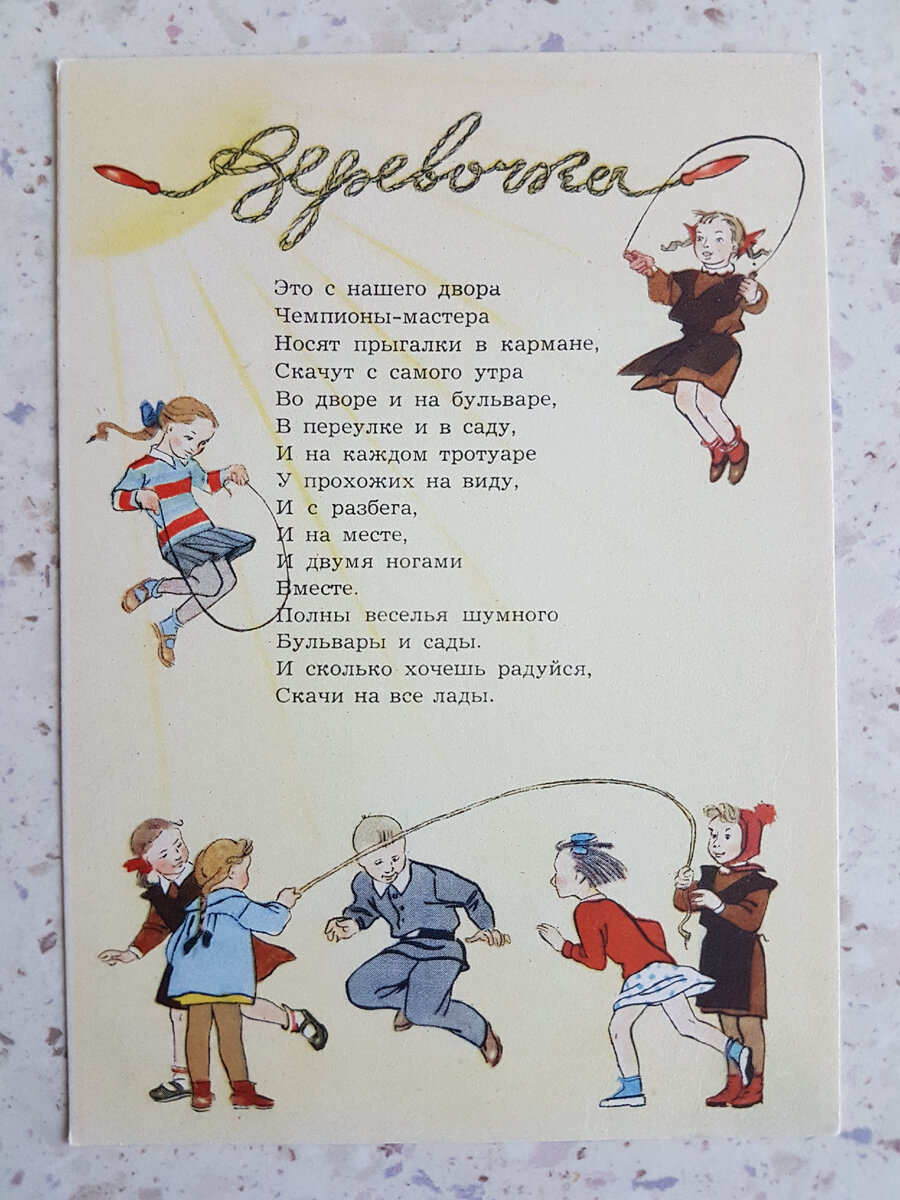 Веревочка
Это с нашего двора
Чемпионы-мастера
Носят прыгалки в кармане,
Скачут с самого утра
Во дворе и на бульваре,
В переулке и в саду,
И на каждом тротуаре
У прохожих на виду,
И с разбега,
И на месте,
И двумя ногами
Вместе.
Полны веселья шумного
Бульвары и сады.
И сколько хочешь радуйся,
Скачи на все лады.